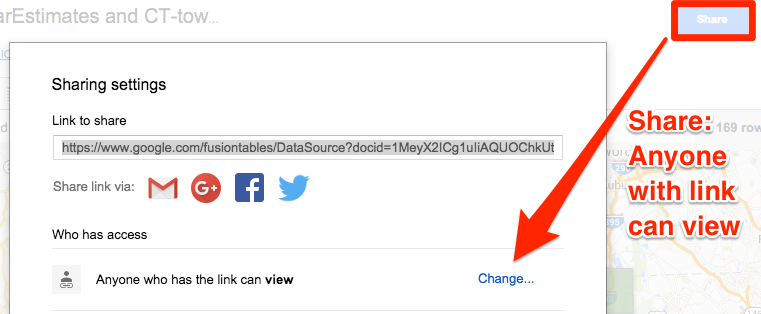 arEstimates and CT-tow...
Share
Sharing settings
Link to share
https://www.google.com/fusiontables/DataSource?docid=1MeyX2ICg1uIiAQUOChkUt
Share link via:
Who has access
Anyone who has the link can view
Change...
Share:
Anyone
with link
can view
169 row